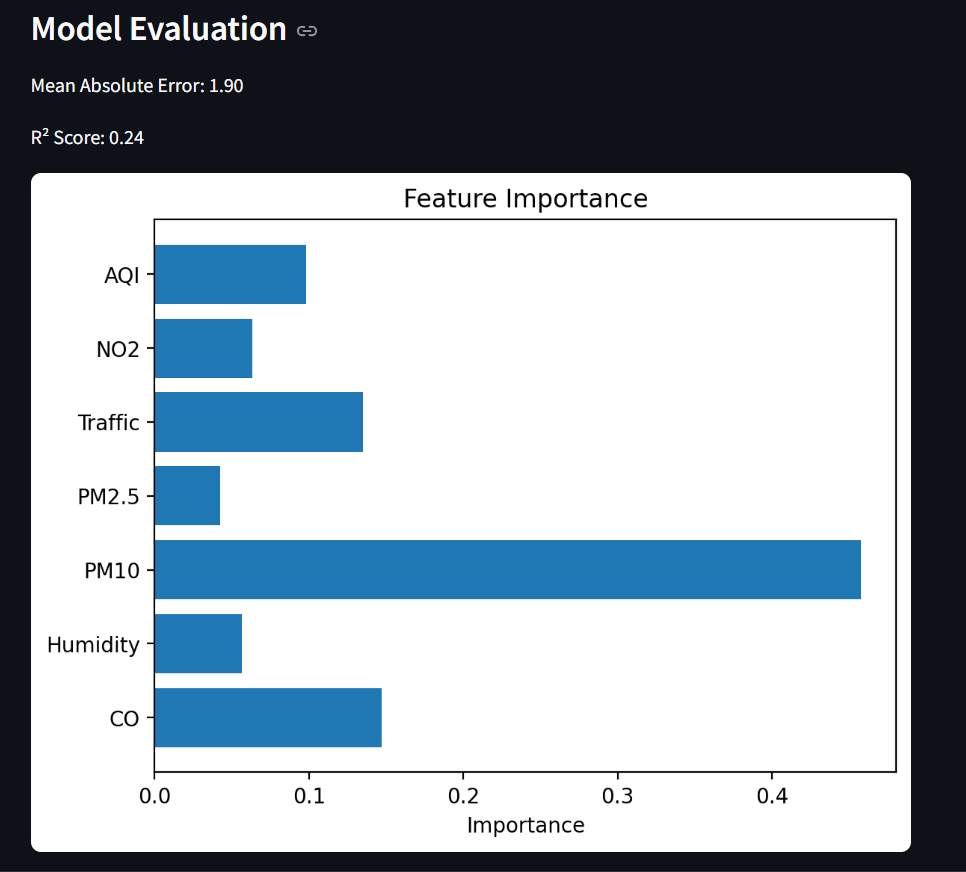 Model Evaluation
Mean Absolute Error: 1.90
R² Score: 0.24
Feature Importance
AQI
NO2
Traffic
PM2.5
PM10
Humidity
CO
0.0 0.1 0.2 0.3 0.4
Importance